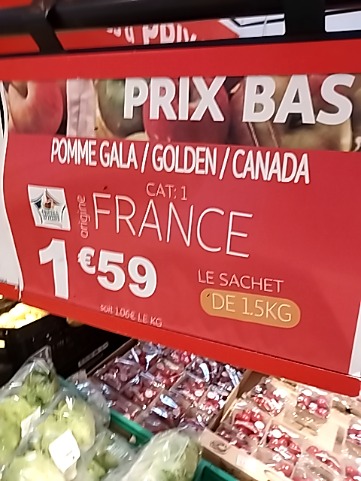 PRIX BAS
POMME GALA / GOLDEN / CANADA
CAT: 1
origine
FRANCE
1€59
LE SACHET
DE 1.5KG
soit 1.06€ LE KG